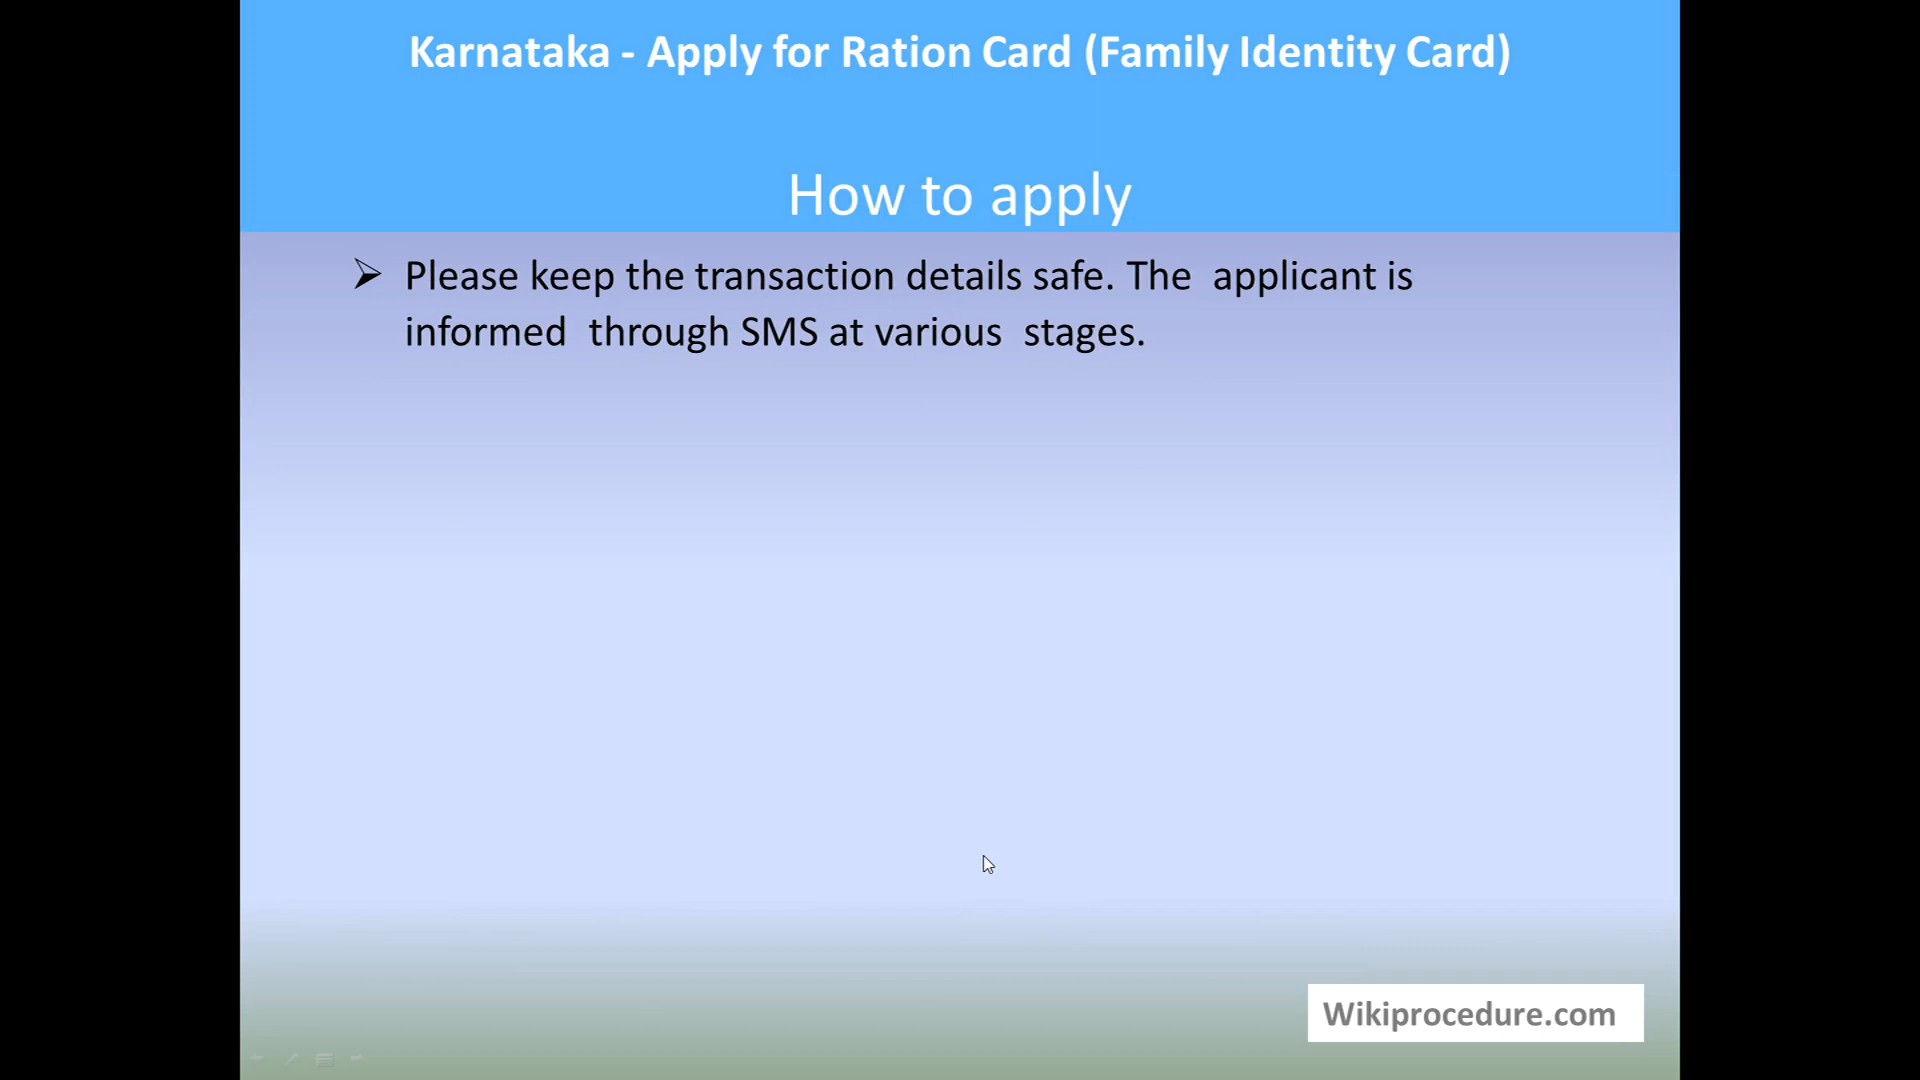 Karnataka - Apply for Ration Card (Family Identity Card)
How to apply
Please keep the transaction details safe. The applicant is
informed through SMS at various stages.
Wikiprocedure.com